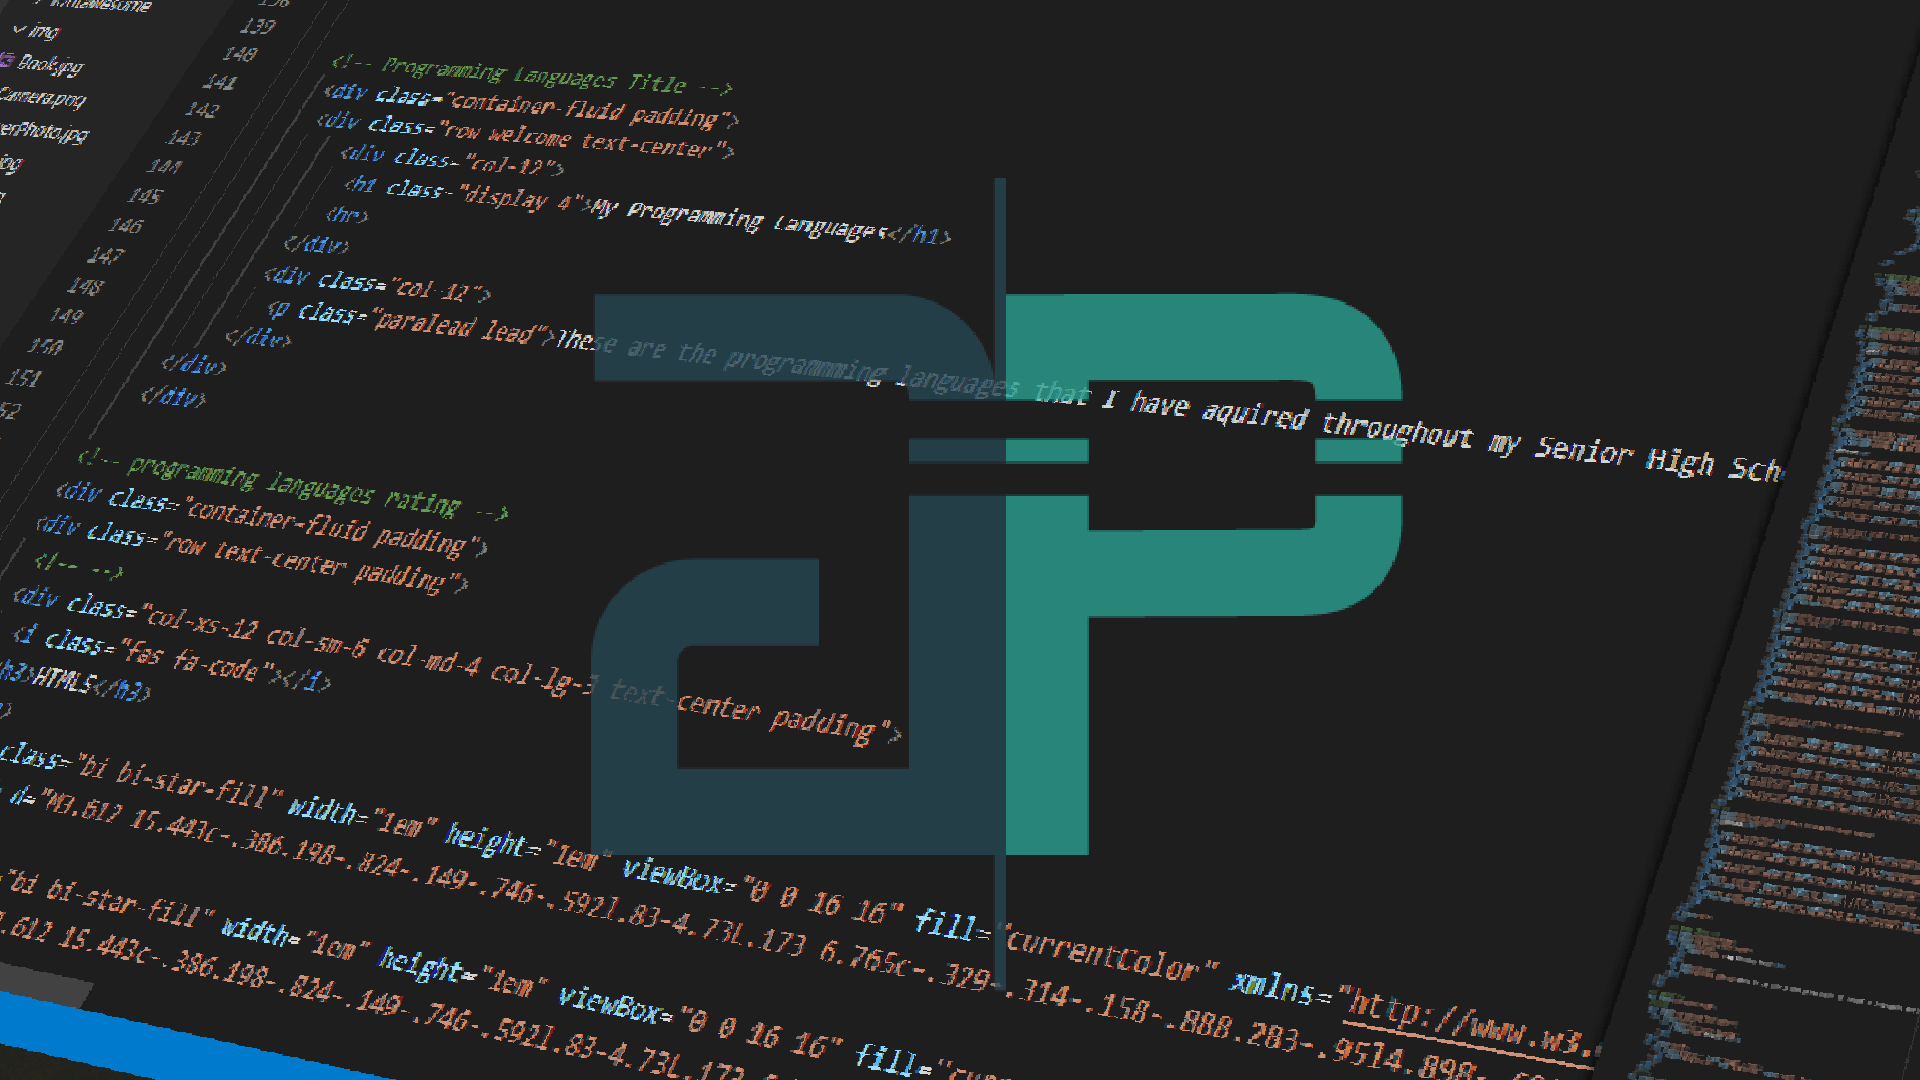 img
Book.jpg
Camera.png
139
140
141
142
143
144
145
146
147
148
149
150
151
52
<!-- Programming Languages Title -->
<div class="container-fluid padding">
<div class="row welcome text-center">
<div class="col-12">
<h1 class="display 4">My Programming Languages</h1>
<hr>
</div>
<div class="col-12">
<p class="paralead lead">These are the programmming languages that I have aquired throughout my Senior High Sch
</div>
</div>
</div>
<!-- programming languages rating -->
<div class="container-fluid padding">
<div class="row text-center padding">
<!-- -->
<div class="col-xs-12 col-sm-6 col-md-4 col-lg-3 text-center padding">
<i class="fas fa-code"></i>
h3>HTML5</h3>
class="bi bi-star-fill" width="1em" height="1em" viewBox="0 0 16 16" fill="currentColor" xmlns="http://www.w3.
d="M3.612 15.443c-.386.198-.824-.149-.746-.592l.83-4.73L.173 6.765c-.329-.314-.158-.888.283-.95l4.898-
"bi bi-star-fill" width="1em" height="1em" viewBox="0 0 16 16" fill="cur
.612 15.443c-.386.198-.824-.149-.746-.592l.83-4.73L.173